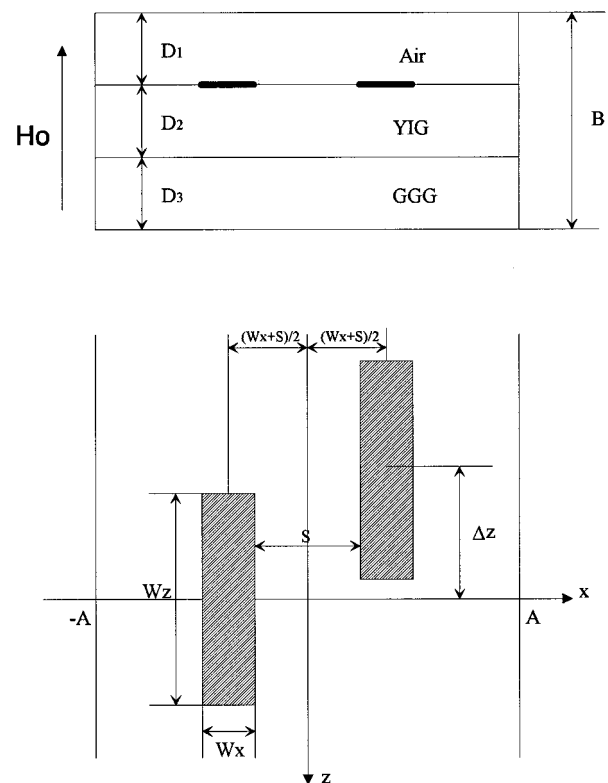 D1
Air
Ho
D2
YIG
B
D3
GGG
(Wx+S)/2
(Wx+S)/2
S
Δz
Wz
-A
A
x
Wx
z